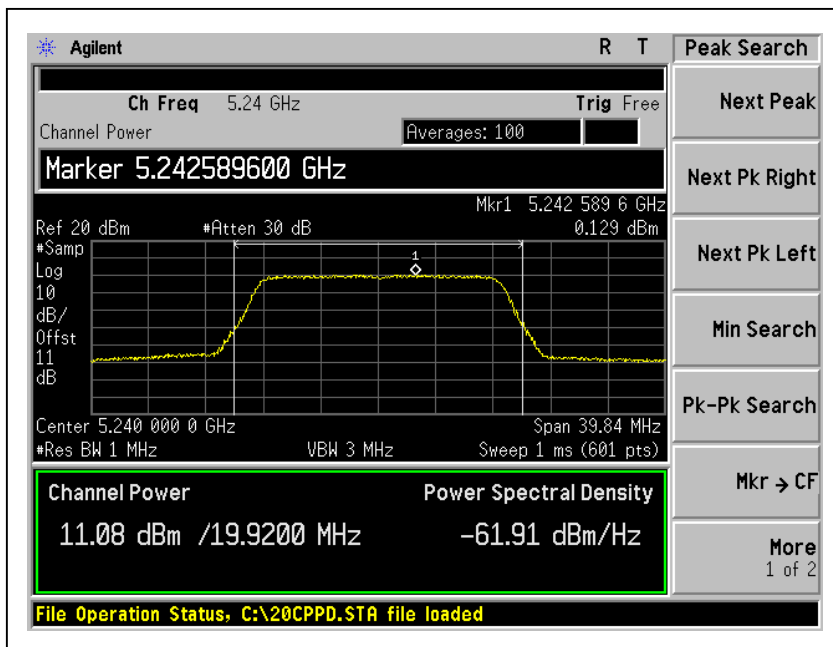 Agilent R T Peak Search
Ch Freq 5.24 GHz Trig Free
Channel Power Averages: 100
Marker 5.242589600 GHz
Mkr1 5.242 589 6 GHz
Ref 20 dBm #Atten 30 dB 0.129 dBm
#Samp
Log
10
dB/
Offst
11
dB
1
Center 5.240 000 0 GHz Span 39.84 MHz
#Res BW 1 MHz VBW 3 MHz Sweep 1 ms (601 pts)
Channel Power Power Spectral Density
11.08 dBm /19.9200 MHz -61.91 dBm/Hz
File Operation Status, C:\20CPPD.STA file loaded
Next Peak
Next Pk Right
Next Pk Left
Min Search
Pk-Pk Search
Mkr → CF
More
1 of 2